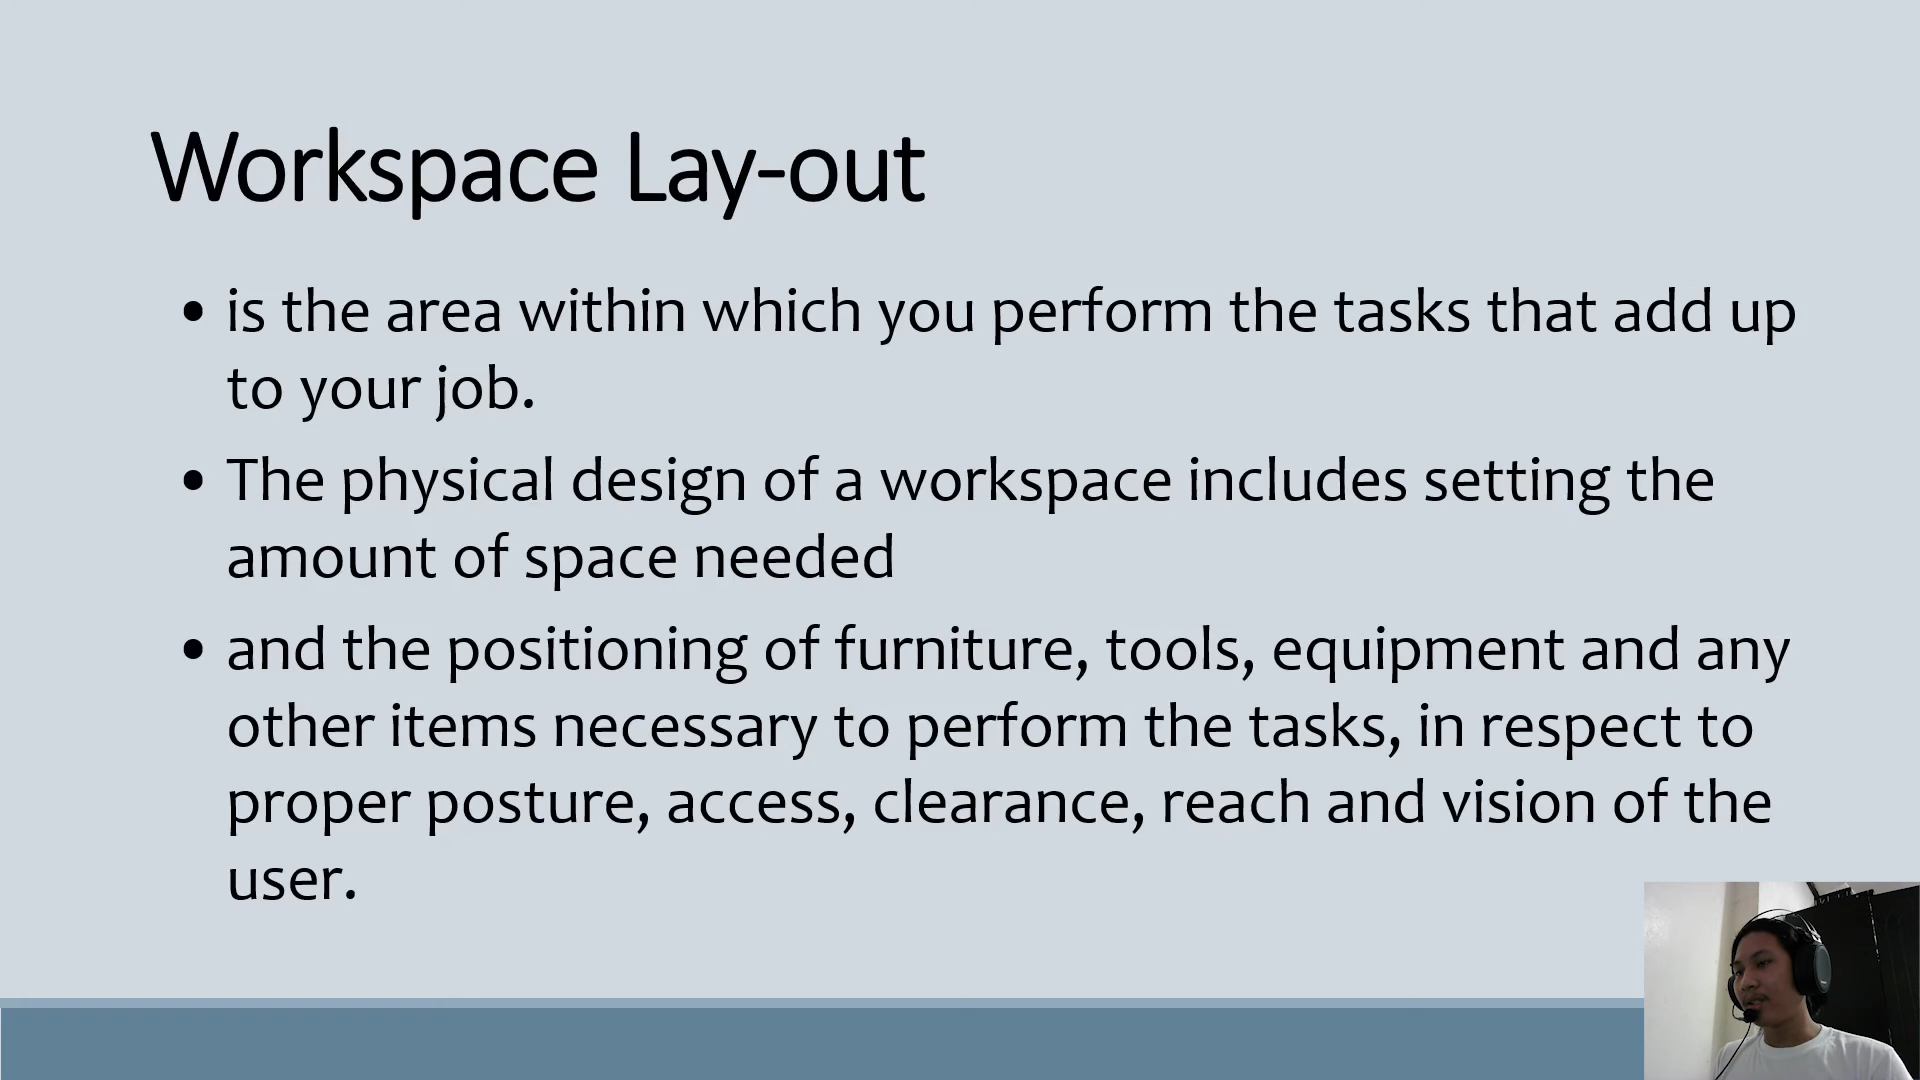 Workspace Lay-out
• is the area within which you perform the tasks that add up
to your job.
• The physical design of a workspace includes setting the
amount of space needed
• and the positioning of furniture, tools, equipment and any
other items necessary to perform the tasks, in respect to
proper posture, access, clearance, reach and vision of the
user.